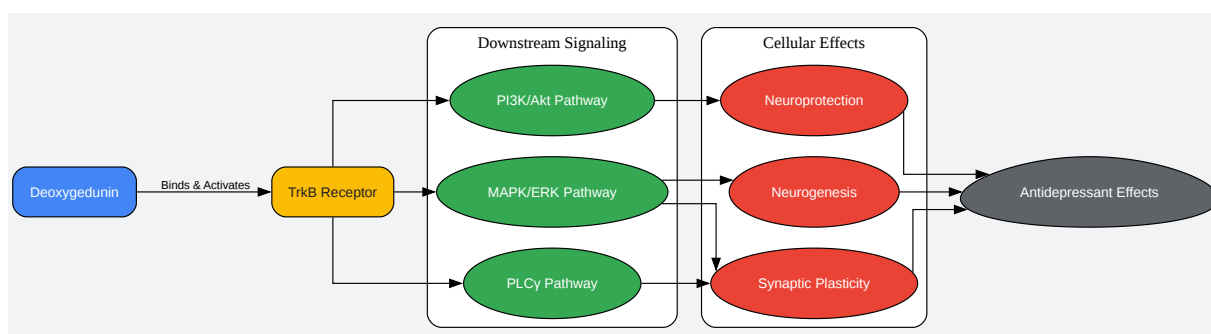 Downstream Signaling
Cellular Effects
PI3K/Akt Pathway
Neuroprotection
Deoxygedunin
Binds & Activates
TrkB Receptor
MAPK/ERK Pathway
Neurogenesis
Antidepressant Effects
PLCγ Pathway
Synaptic Plasticity